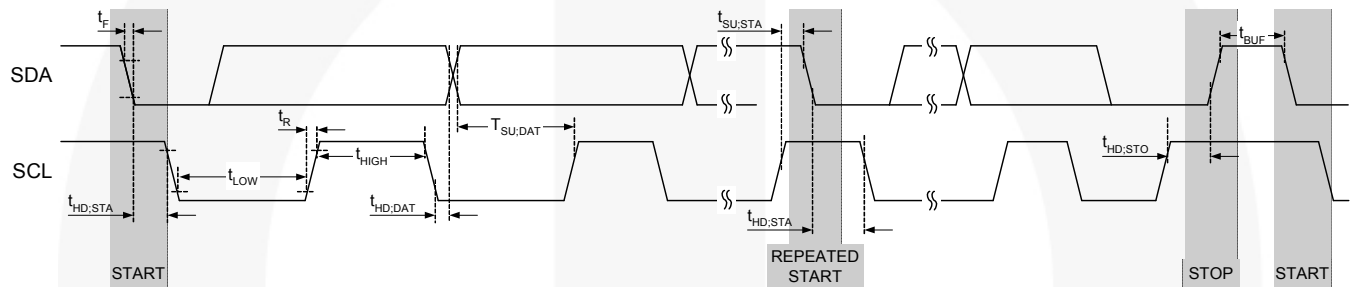 tF
tSU;STA
tBUF
SDA
tR
TSU;DAT
tHIGH
tHD;STO
SCL
tLOW
tHD;STA
tHD;DAT
tHD;STA
START
REPEATED
START
STOP
START